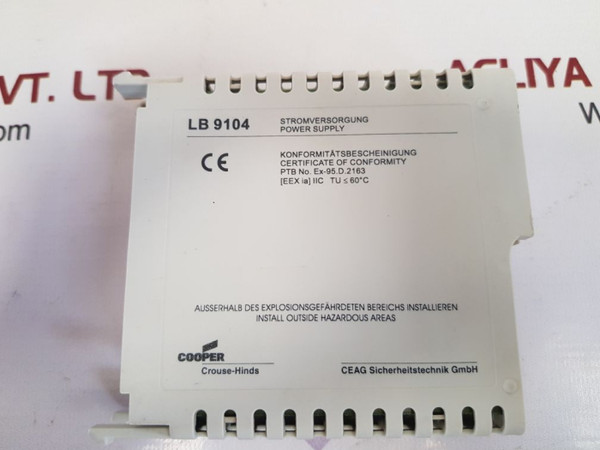 VT. LTD
ACLIYA
com
W
LB 9104
STROMVERSORGUNG
POWER SUPPLY
CE
KONFORMITÄTSBESCHEINIGUNG
CERTIFICATE OF CONFORMITY
PTB No. Ex-95.D.2163
[EEX ia] IIC TU ≤ 60°C
AUSSERHALB DES EXPLOSIONSGEFÄHRDETEN BEREICHS INSTALLIEREN
INSTALL OUTSIDE HAZARDOUS AREAS
COOPER
Crouse-Hinds
CEAG Sicherheitstechnik GmbH